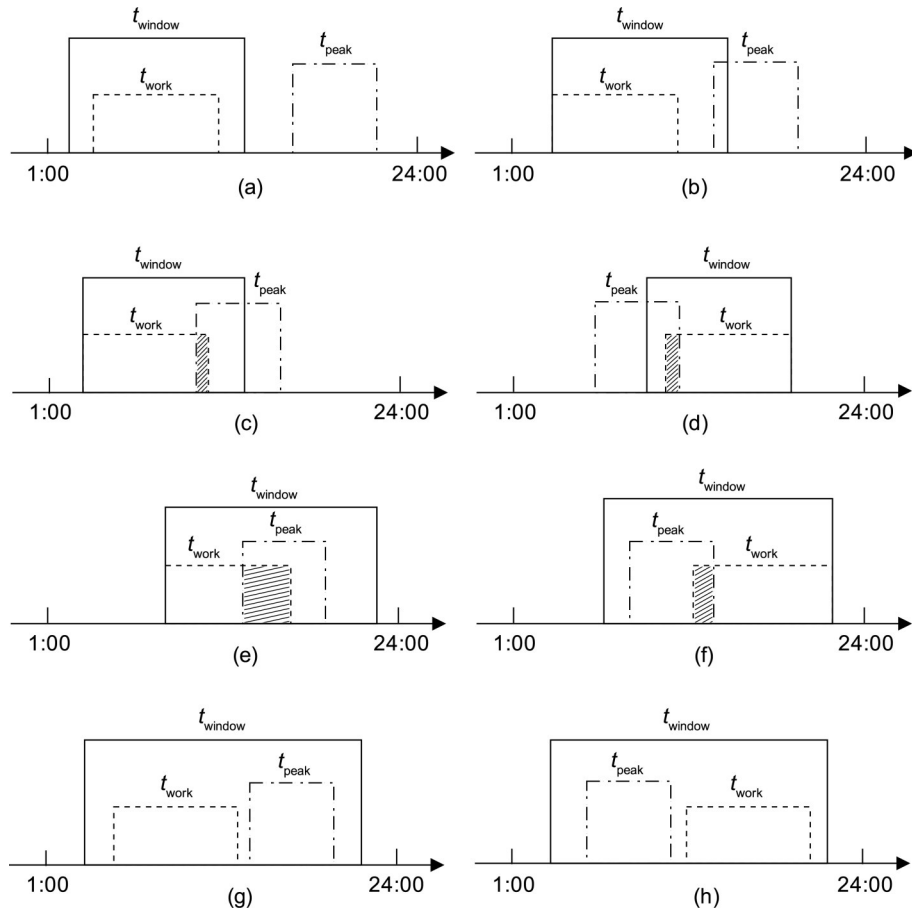 t_window
t_peak
t_work
1:00
24:00
(a)
t_window
t_peak
t_work
1:00
24:00
(b)
t_window
t_peak
t_work
1:00
24:00
(c)
t_window
t_peak
t_work
1:00
24:00
(d)
t_window
t_peak
t_work
1:00
24:00
(e)
t_window
t_peak
t_work
1:00
24:00
(f)
t_window
t_peak
t_work
1:00
24:00
(g)
t_window
t_peak
t_work
1:00
24:00
(h)